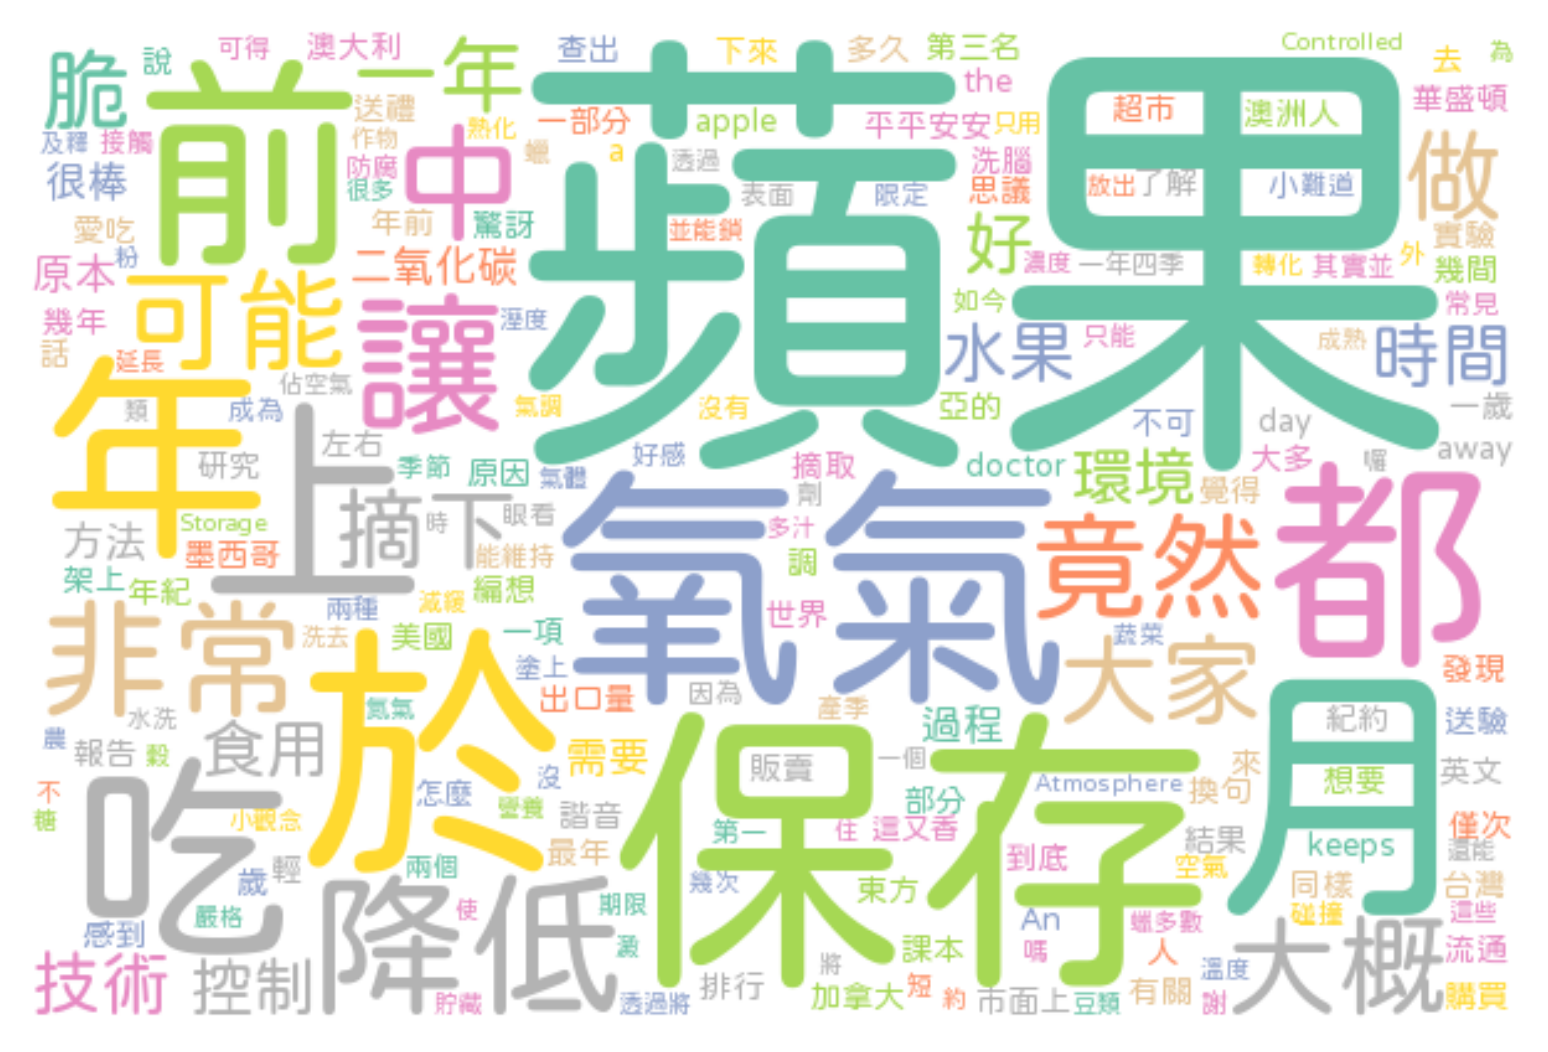 脆
說
可得
澳大利
一年
查出
下來
多久
第三名
Controlled
去
為
前
送禮
蘋果
the
超市
澳洲人
華盛頓
及釋
接觸
作物
熟化
一部分
apple
平平安安
只用
蠟
a
透過
洗腦
做
很棒
防腐
很多
中
表面
限定
思議
放出
了解
小難道
愛吃
年前
驚訝
並能鎖
好
實驗
粉
原本
二氧化碳
濃度
一年四季
轉化
其實並
外
幾間
可能
讓
如今
常見
幾年
溼度
水果
只能
成熟
時間
話
延長
佔空氣
類
成為
氣調
沒有
亞的
不可
day
一歲
年
上
左右
好感
摘取
doctor
環境
大多
囉
away
研究
季節
原因
氣體
劑
覺得
摘下
時
眼看
氧氣
多汁
竟然
都
方法
Storage
墨西哥
能維持
調
架上
年紀
編想
兩種
減緩
世界
非常
洗去
美國
一項
蔬菜
大家
於
塗上
出口量
因為
產季
發現
水洗
氮氣
過程
月
紀約
送驗
農
報告
穀
食用
需要
保存
販賣
一個
來
不
怎麼
沒
Atmosphere
換句
想要
英文
吃
糖
小觀念
營養
諧音
第一
住
這又香
部分
結果
keeps
僅次
還能
歲
輕
兩個
最年
幾次
東方
到底
空氣
同樣
台灣
感到
嚴格
降低
使
期限
An
蠟多數
碰撞
這些
澱
課本
嗎
人
大概
流通
技術
控制
貯藏
透過將
排行
將
加拿大
短
約
市面上
豆類
有關
溫度
謝
購買